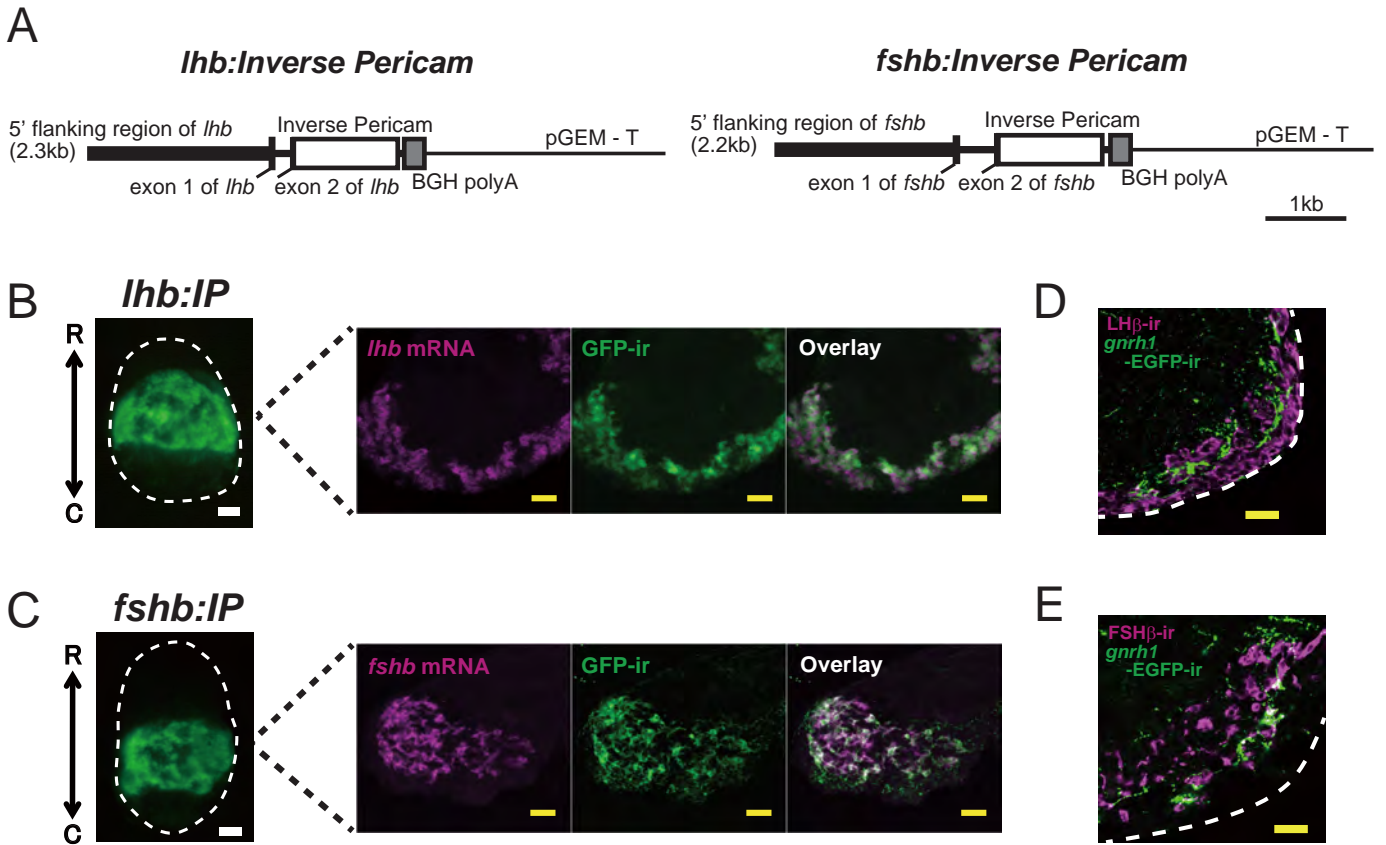 A
lhb:Inverse Pericam
5' flanking region of lhb
(2.3kb)
Inverse Pericam
pGEM - T
exon 1 of lhb
exon 2 of lhb
BGH polyA
fshb:Inverse Pericam
5' flanking region of fshb
(2.2kb)
Inverse Pericam
pGEM - T
exon 1 of fshb
exon 2 of fshb
BGH polyA
1kb
B
lhb:IP
R
C
lhb mRNA
GFP-ir
Overlay
D
LHβ-ir
gnrh1
-EGFP-ir
C
fshb:IP
R
C
fshb mRNA
GFP-ir
Overlay
E
FSHβ-ir
gnrh1
-EGFP-ir